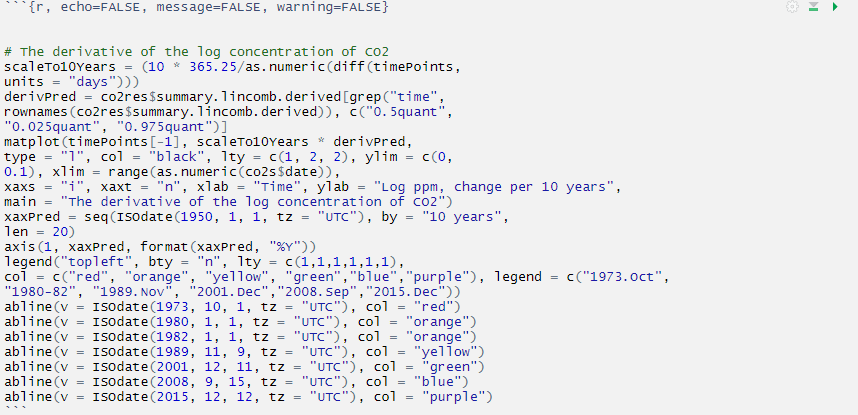 ```{r, echo=FALSE, message=FALSE, warning=FALSE}
# The derivative of the log concentration of CO2
scaleTo10Years = (10 * 365.25/as.numeric(diff(timePoints,
units = "days")))
derivPred = co2res$summary.lincomb.derived[grep("time",
rownames(co2res$summary.lincomb.derived)), c("0.5quant",
"0.025quant", "0.975quant")]
matplot(timePoints[-1], scaleTo10Years * derivPred,
type = "l", col = "black", lty = c(1, 2, 2), ylim = c(0,
0.1), xlim = range(as.numeric(co2s$date)),
xaxs = "i", xaxt = "n", xlab = "Time", ylab = "Log ppm, change per 10 years",
main = "The derivative of the log concentration of CO2")
xaxPred = seq(ISOdate(1950, 1, 1, tz = "UTC"), by = "10 years",
len = 20)
axis(1, xaxPred, format(xaxPred, "%Y"))
legend("topleft", bty = "n", lty = c(1,1,1,1,1,1),
col = c("red", "orange", "yellow", "green","blue","purple"), legend = c("1973.Oct",
"1980-82", "1989.Nov", "2001.Dec","2008.Sep","2015.Dec"))
abline(v = ISOdate(1973, 10, 1, tz = "UTC"), col = "red")
abline(v = ISOdate(1980, 1, 1, tz = "UTC"), col = "orange")
abline(v = ISOdate(1982, 1, 1, tz = "UTC"), col = "orange")
abline(v = ISOdate(1989, 11, 9, tz = "UTC"), col = "yellow")
abline(v = ISOdate(2001, 12, 11, tz = "UTC"), col = "green")
abline(v = ISOdate(2008, 9, 15, tz = "UTC"), col = "blue")
abline(v = ISOdate(2015, 12, 12, tz = "UTC"), col = "purple")
```